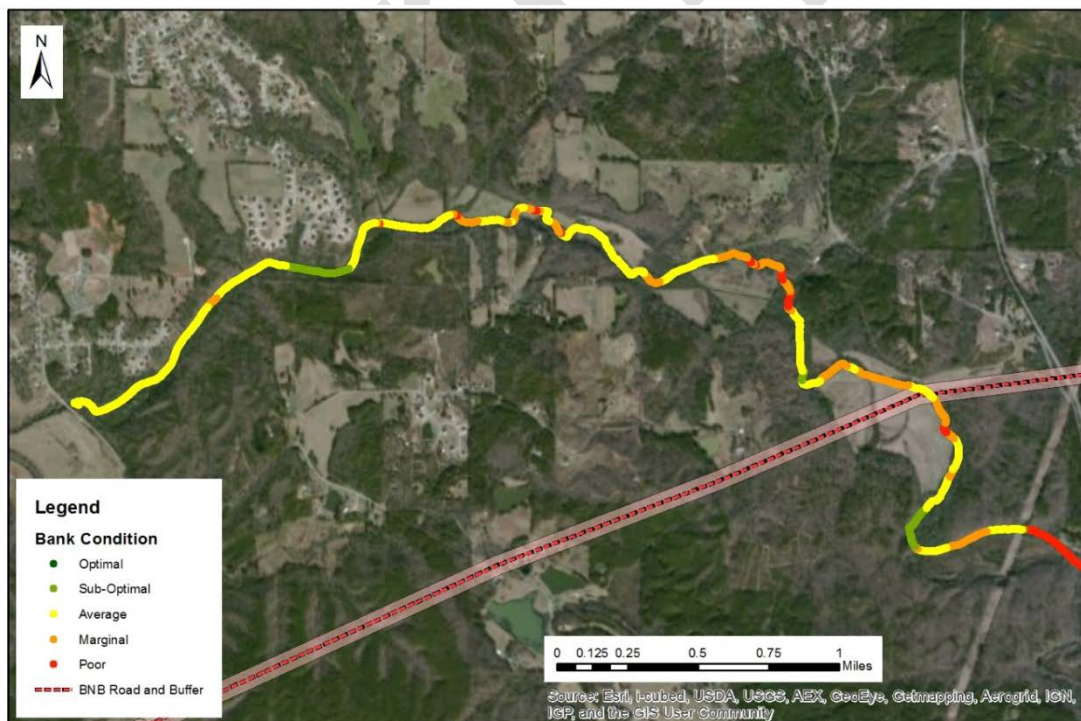 N
Legend
Bank Condition
Optimal
Sub-Optimal
Average
Marginal
Poor
BNB Road and Buffer
0 0.125 0.25 0.5 0.75 1
Miles
Source: Esri, i-cubed, USDA, USGS, AEX, GeoEye, Getmapping, Aerogrid, IGN,
IGP, and the GIS User Community